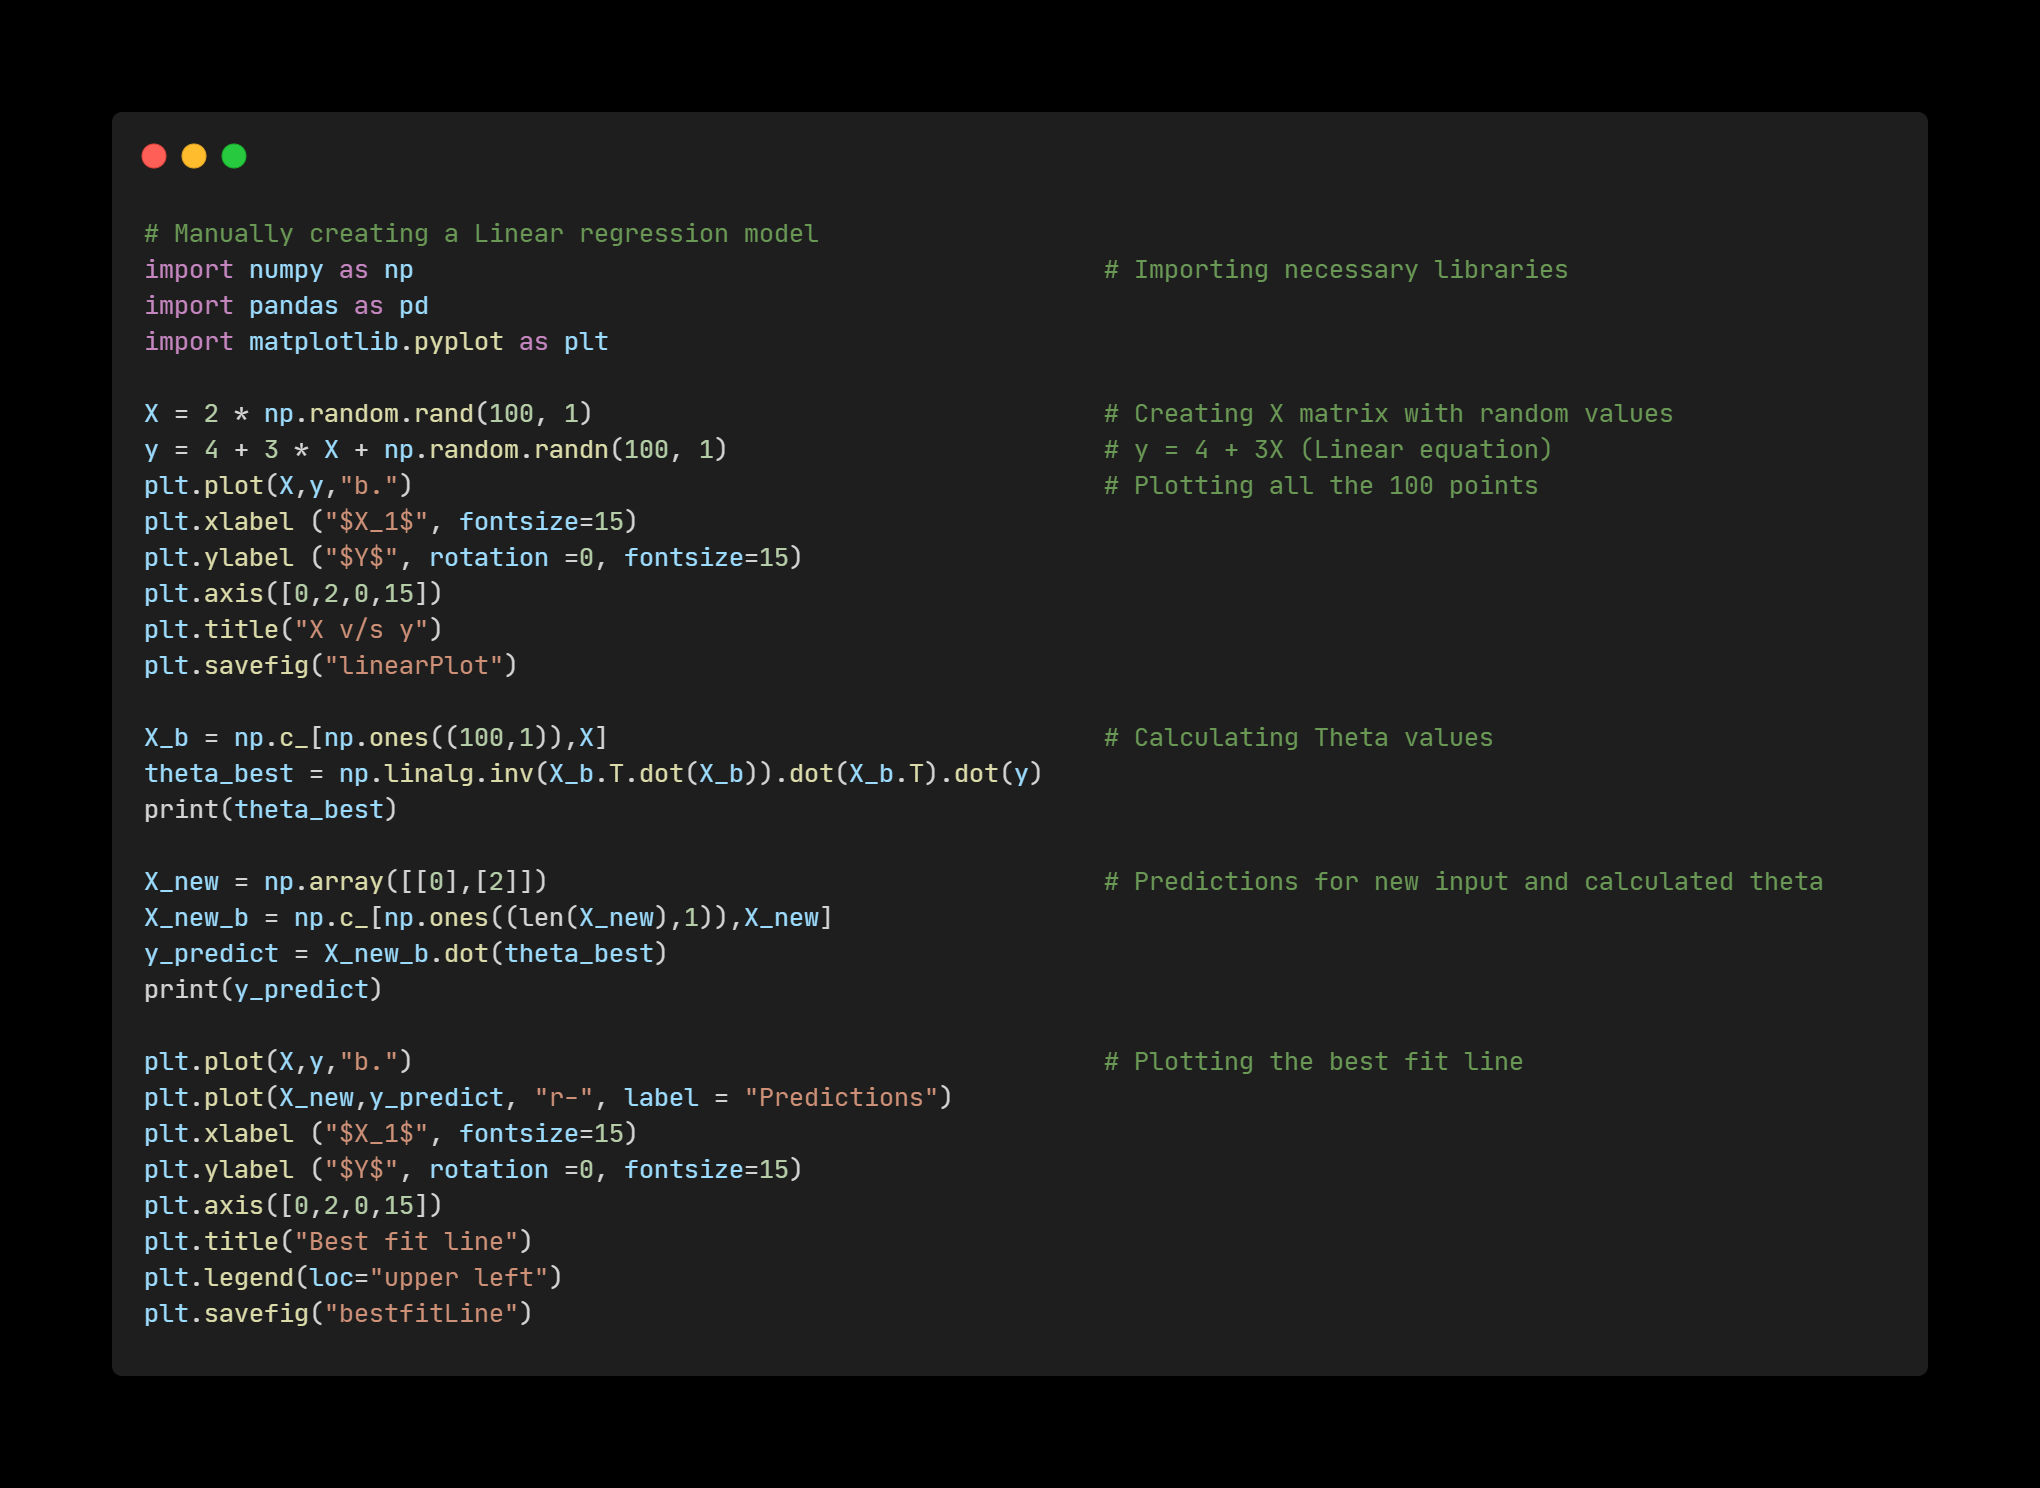 # Manually creating a Linear regression model
import numpy as np # Importing necessary libraries
import pandas as pd
import matplotlib.pyplot as plt
X = 2 * np.random.rand(100, 1) # Creating X matrix with random values
y = 4 + 3 * X + np.random.randn(100, 1) # y = 4 + 3X (Linear equation)
plt.plot(X,y,"b.") # Plotting all the 100 points
plt.xlabel ("$X_1$", fontsize=15)
plt.ylabel ("$Y$", rotation =0, fontsize=15)
plt.axis([0,2,0,15])
plt.title("X v/s y")
plt.savefig("linearPlot")
X_b = np.c_[np.ones((100,1)),X] # Calculating Theta values
theta_best = np.linalg.inv(X_b.T.dot(X_b)).dot(X_b.T).dot(y)
print(theta_best)
X_new = np.array([[0],[2]]) # Predictions for new input and calculated theta
X_new_b = np.c_[np.ones((len(X_new),1)),X_new]
y_predict = X_new_b.dot(theta_best)
print(y_predict)
plt.plot(X,y,"b.") # Plotting the best fit line
plt.plot(X_new,y_predict, "r-", label = "Predictions")
plt.xlabel ("$X_1$", fontsize=15)
plt.ylabel ("$Y$", rotation =0, fontsize=15)
plt.axis([0,2,0,15])
plt.title("Best fit line")
plt.legend(loc="upper left")
plt.savefig("bestfitLine")